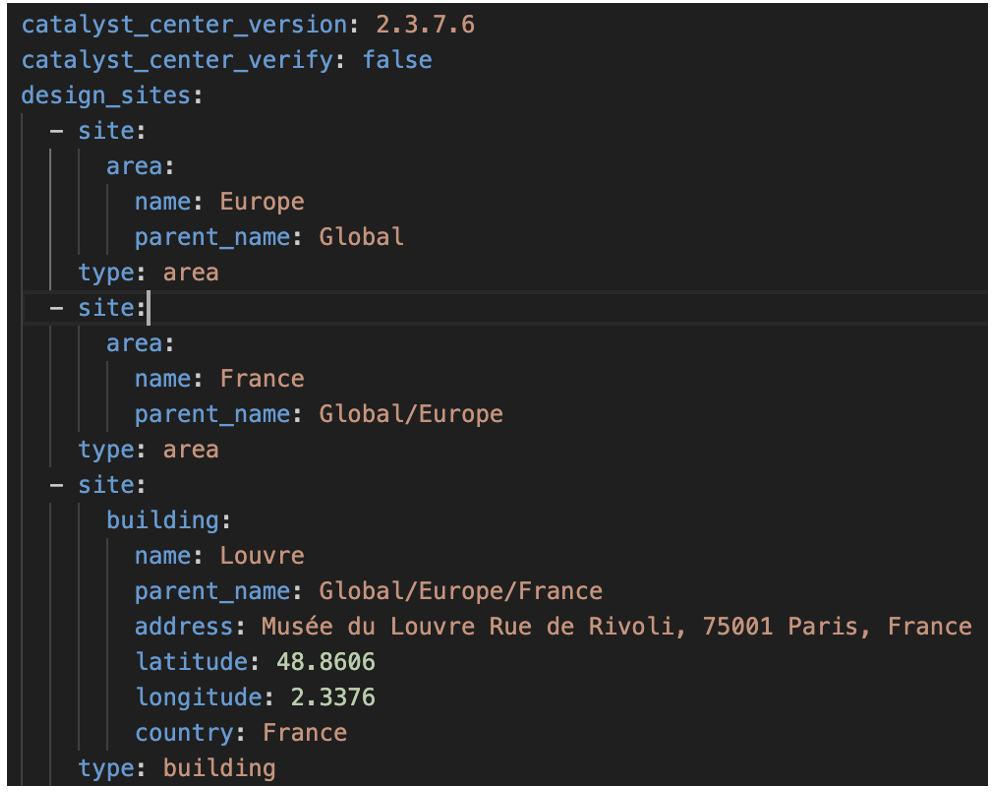 catalyst_center_version: 2.3.7.6
catalyst_center_verify: false
design_sites:
  - site:
      area:
        name: Europe
        parent_name: Global
    type: area
  - site:
      area:
        name: France
        parent_name: Global/Europe
    type: area
  - site:
      building:
        name: Louvre
        parent_name: Global/Europe/France
        address: Musée du Louvre Rue de Rivoli, 75001 Paris, France
        latitude: 48.8606
        longitude: 2.3376
        country: France
    type: building